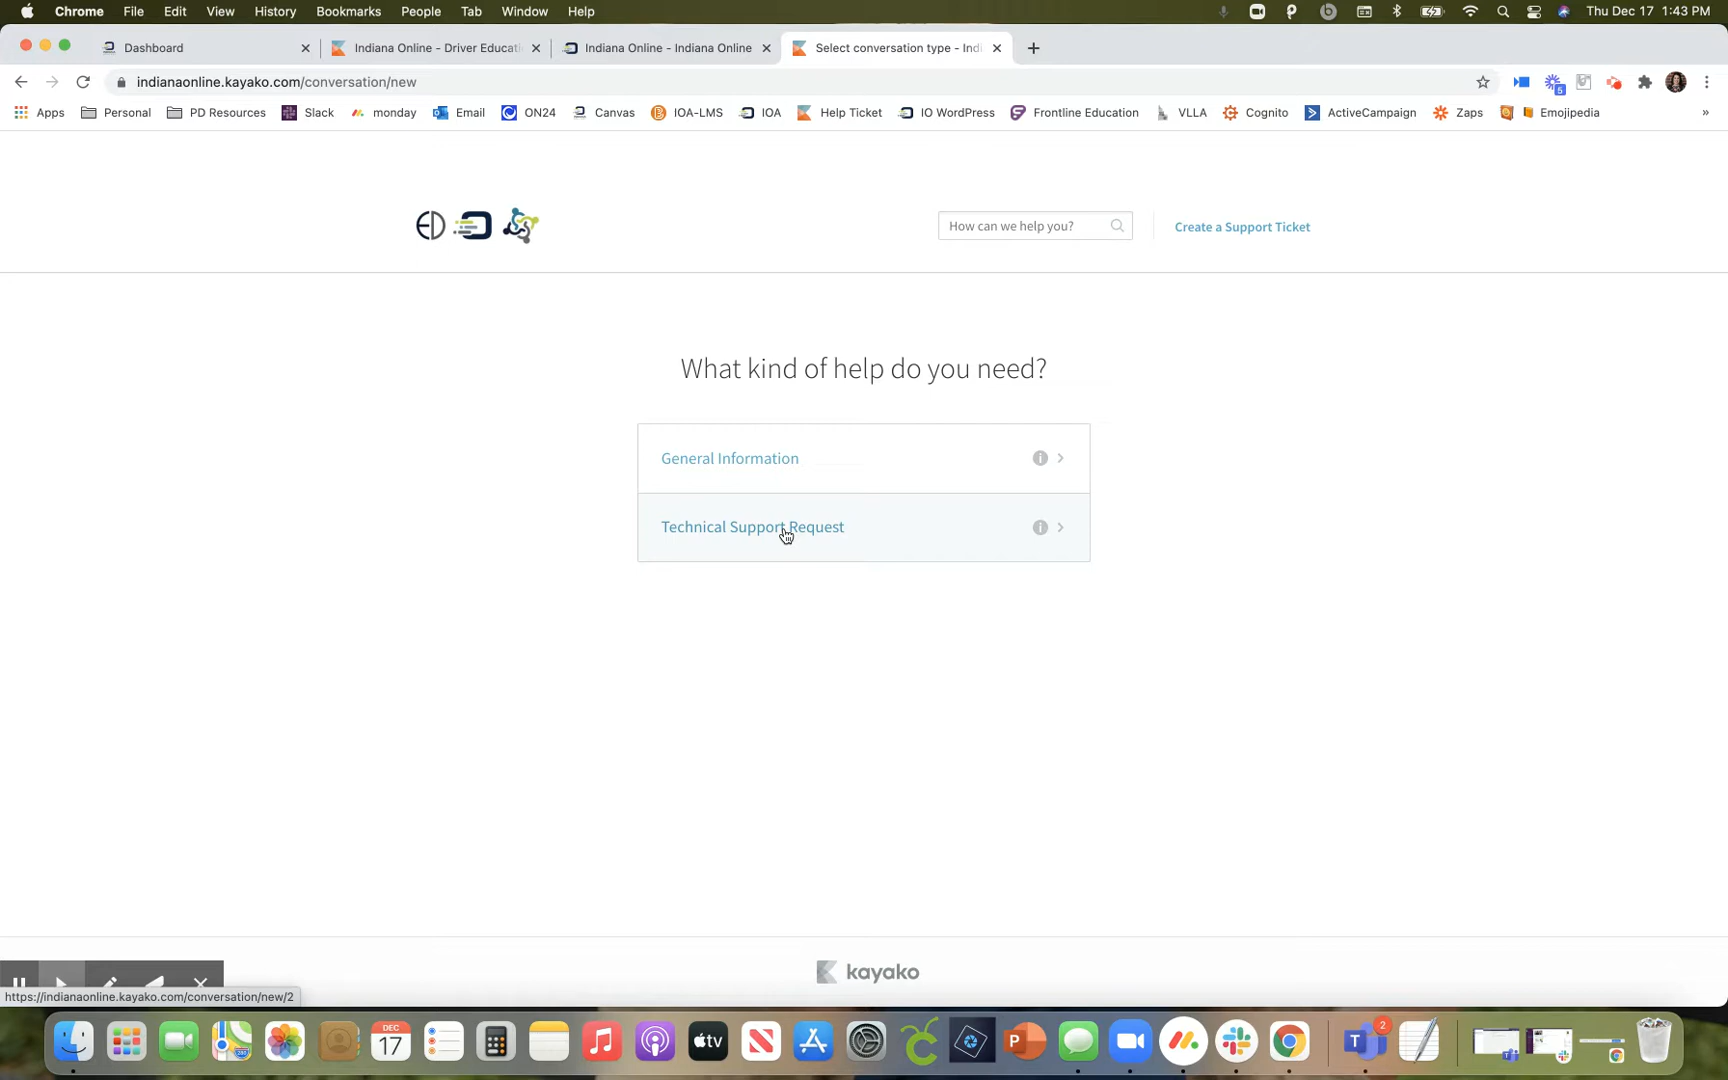 Chrome File Edit View History Bookmarks People Tab Window Help Thu Dec 17 1:43 PM
Dashboard Indiana Online - Driver Educati Indiana Online - Indiana Online Select conversation type - Indi
indianaonline.kayako.com/conversation/new
5
Apps Personal PD Resources Slack monday Email ON24 Canvas IOA-LMS IOA Help Ticket IO WordPress Frontline Education VLLA Cognito ActiveCampaign Zaps Emojipedia »
How can we help you? Create a Support Ticket
What kind of help do you need?
General Information
Technical Support Request
kayako
https://indianaonline.kayako.com/conversation/new/2
DEC
17
tv
2